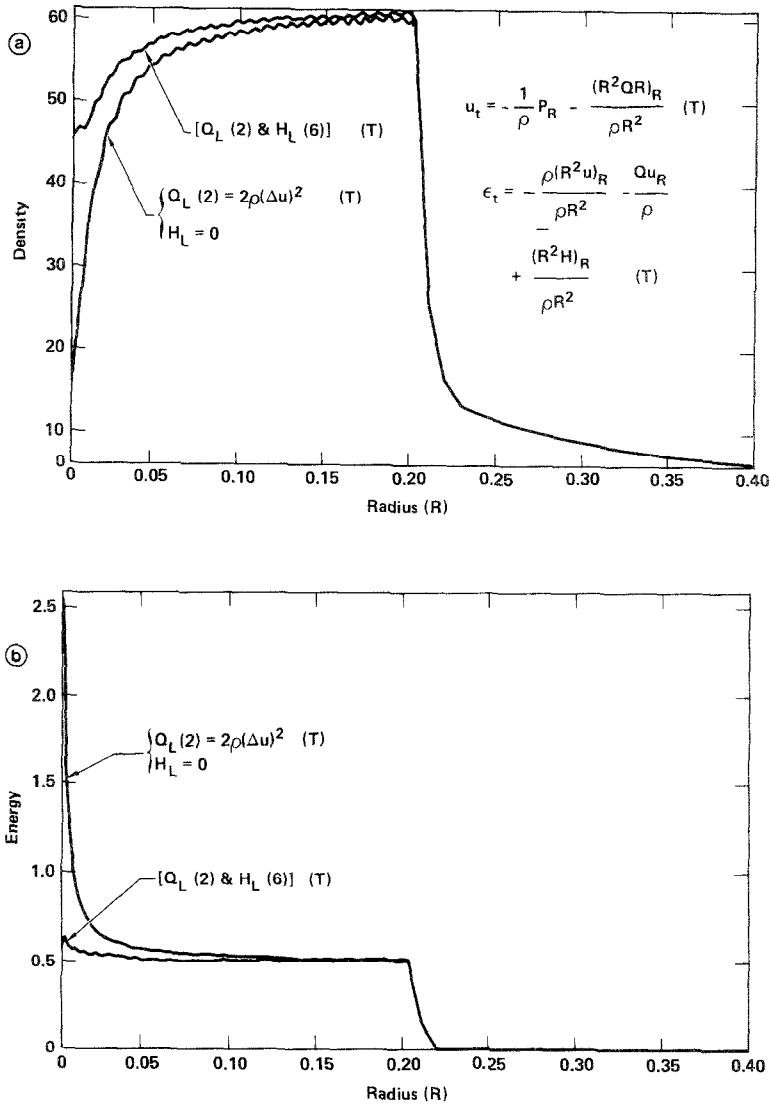 a
60
50
40
30
20
10
0
Density
[Q_L (2) & H_L (6)] (T)
{Q_L (2) = 2ρ(Δu)² (T)
{H_L = 0
u_t = - 1/ρ P_R - (R²QR)_R / ρR² (T)
ε_t = - ρ(R²u)_R / ρR² - Qu_R / ρ
+ (R²H)_R / ρR² (T)
0 0.05 0.10 0.15 0.20 0.25 0.30 0.35 0.40
Radius (R)
b
2.5
2.0
1.5
1.0
0.5
0
Energy
{Q_L (2) = 2ρ(Δu)² (T)
{H_L = 0
[Q_L (2) & H_L (6)] (T)
0 0.05 0.10 0.15 0.20 0.25 0.30 0.35 0.40
Radius (R)